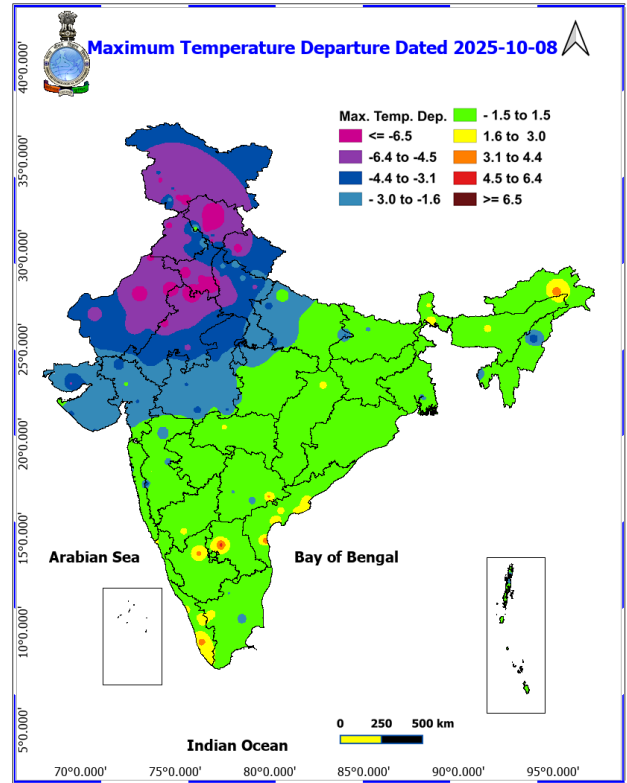 Maximum Temperature Departure Dated 2025-10-08
Max. Temp. Dep.
<= -6.5
-6.4 to -4.5
-4.4 to -3.1
- 3.0 to -1.6
- 1.5 to 1.5
1.6 to 3.0
3.1 to 4.4
4.5 to 6.4
>= 6.5
40°0.000'
35°0.000'
30°0.000'
25°0.000'
20°0.000'
15°0.000'
10°0.000'
5°0.000'
Arabian Sea
Bay of Bengal
Indian Ocean
0 250 500 km
70°0.000' 75°0.000' 80°0.000' 85°0.000' 90°0.000' 95°0.000'